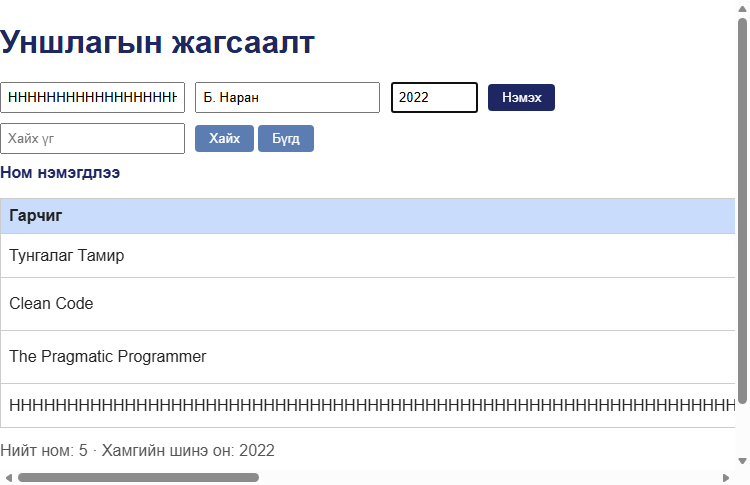 Уншлагын жагсаалт
НННННННННННННННННН Б. Наран 2022 Нэмэх
Хайх үг Хайх Бүгд
Ном нэмэгдлээ
Гарчиг
Тунгалаг Тамир
Clean Code
The Pragmatic Programmer
НННННННННННННННННННННННННННННННННННННННННННННННННННННННННННННННН
Нийт ном: 5 · Хамгийн шинэ он: 2022